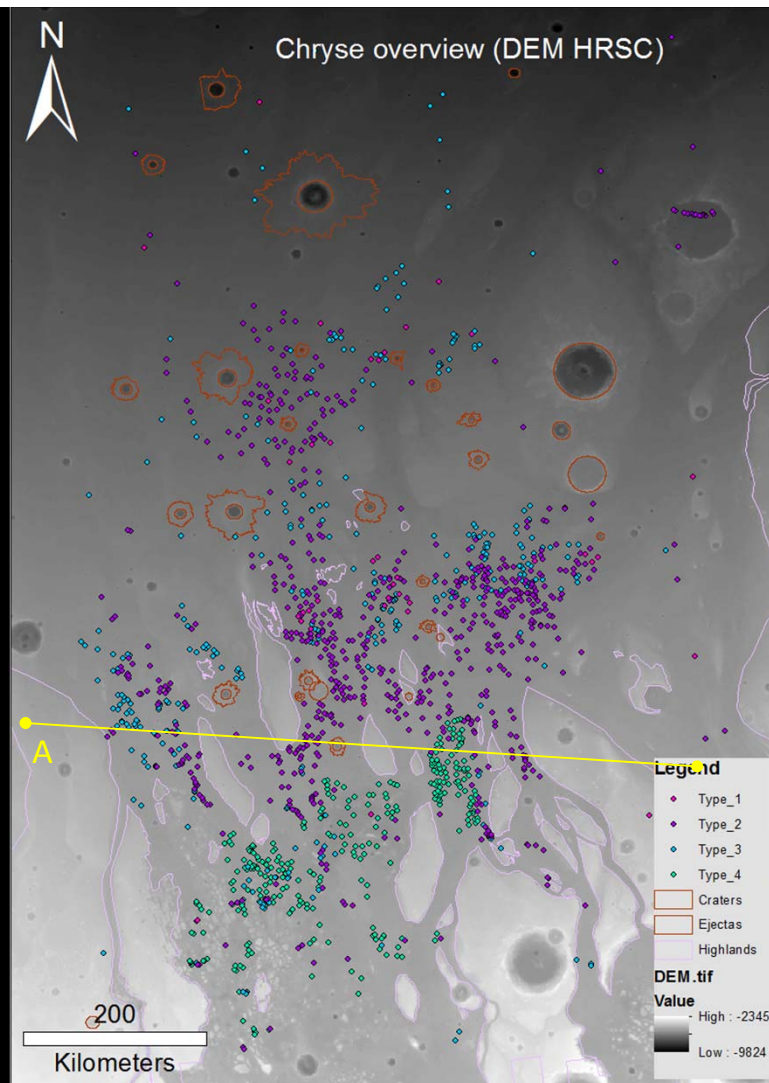 N
Chryse overview (DEM HRSC)
A
Legend
Type_1
Type_2
Type_3
Type_4
Craters
Ejectas
Highlands
DEM.tif
Value
High : -2345
Low : -9824
200
Kilometers